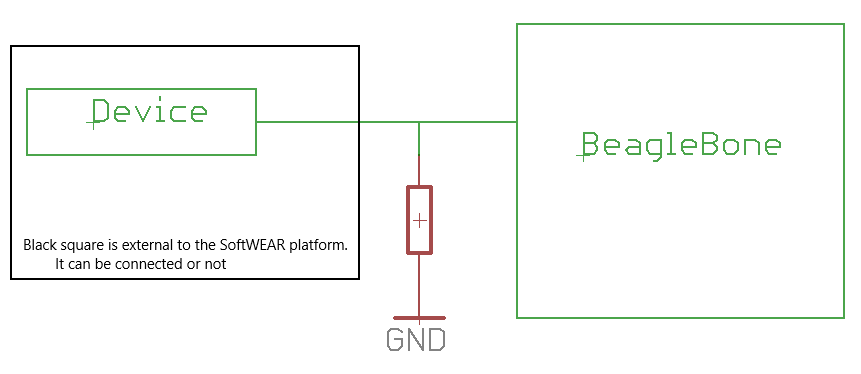 Device
BeagleBone
Black square is external to the SoftWEAR platform.
It can be connected or not
GND